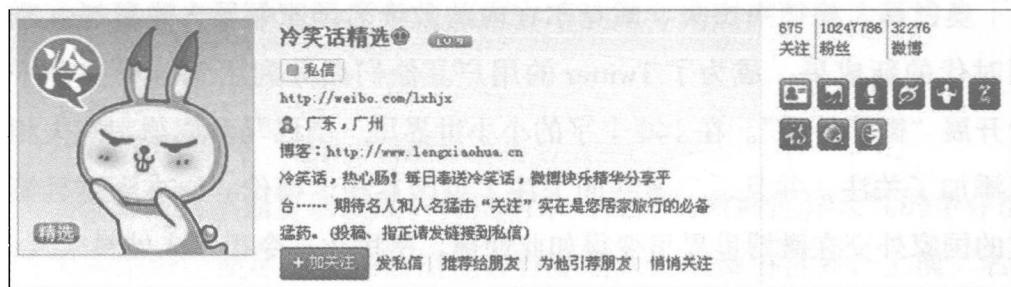 冷
精选
冷笑话精选
私信
http://weibo.com/lxhjx
广东,广州
博客:http://www.lengxiaohua.cn
冷笑话,热心肠!每日奉送冷笑话,微博快乐精华分享平
台…… 期待名人和人名猛击“关注”实在是您居家旅行的必备
猛药。(投稿、指正请发链接到私信)
+ 加关注 发私信 推荐给朋友 为他引荐朋友 悄悄关注
675 10247786 32276
关注 粉丝 微博